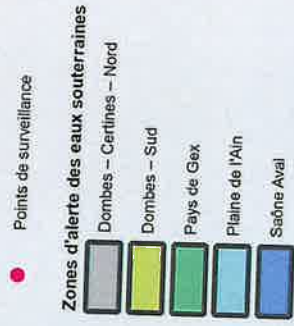 Points de surveillance
Zones d'alerte des eaux souterraines
Dombes – Certines – Nord
Dombes – Sud
Pays de Gex
Plaine de l'Ain
Saône Aval